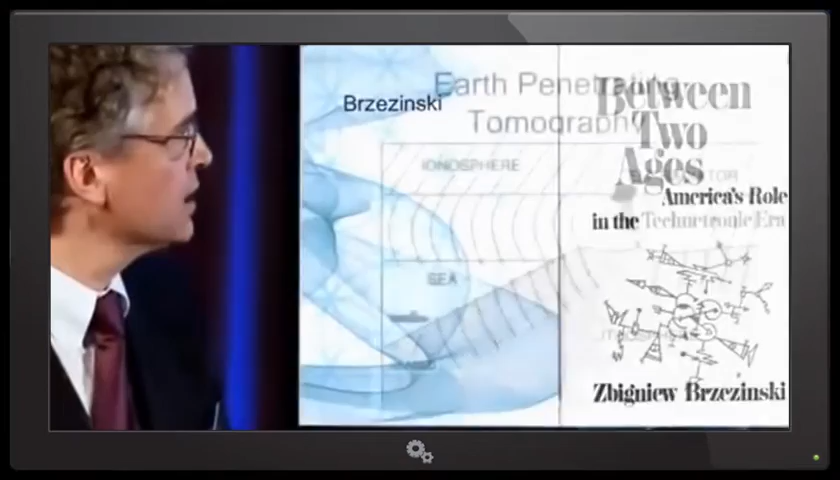 Brzezinski
Earth Penetrating
Tomography
IONOSPHERE
SEA
Between
Two
Ages
America's Role
in the Technetronic Era
Zbigniew Brzezinski